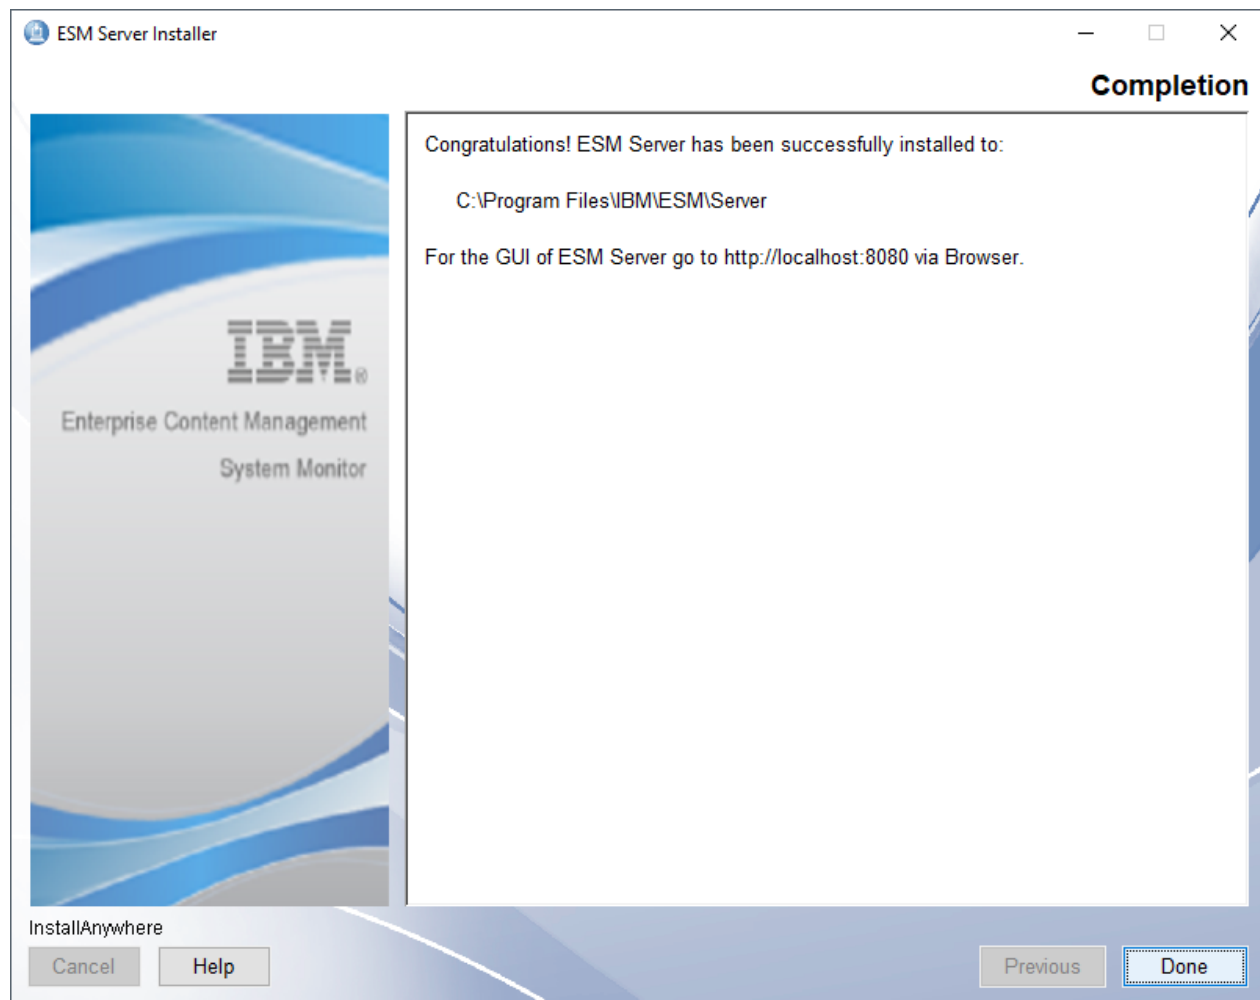 ESM Server Installer
Completion
Congratulations! ESM Server has been successfully installed to:
C:\Program Files\IBM\ESM\Server
For the GUI of ESM Server go to http://localhost:8080 via Browser.
IBM®
Enterprise Content Management
System Monitor
InstallAnywhere
Cancel
Help
Previous
Done